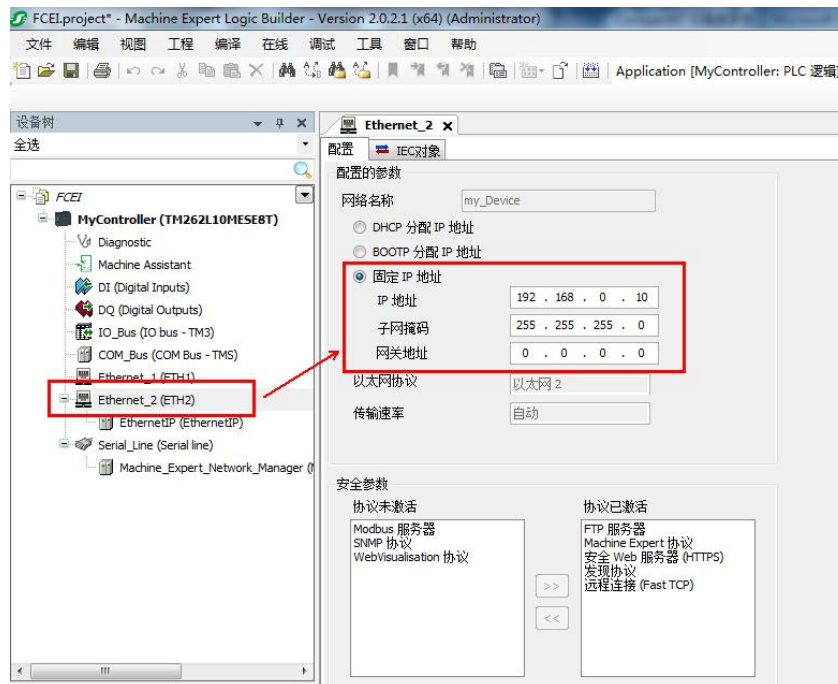 FCEI.project* - Machine Expert Logic Builder - Version 2.0.2.1 (x64) (Administrator)
文件 编辑 视图 工程 编译 在线 调试 工具 窗口 帮助
Application [MyController: PLC 逻辑]
设备树
全选
FCEI
MyController (TM262L10MESE8T)
Diagnostic
Machine Assistant
DI (Digital Inputs)
DQ (Digital Outputs)
IO_Bus (IO bus - TM3)
COM_Bus (COM Bus - TMS)
Ethernet_1 (ETH1)
Ethernet_2 (ETH2)
EthernetIP (EthernetIP)
Serial_Line (Serial line)
Machine_Expert_Network_Manager (
Ethernet_2
配置 IEC对象
配置的参数
网络名称 my_Device
DHCP 分配 IP 地址
BOOTP 分配 IP 地址
固定 IP 地址
IP 地址 192 . 168 . 0 . 10
子网掩码 255 . 255 . 255 . 0
网关地址 0 . 0 . 0 . 0
以太网协议 以太网 2
传输速率 自动
安全参数
协议未激活
Modbus 服务器
SNMP 协议
WebVisualisation 协议
>>
<<
协议已激活
FTP 服务器
Machine Expert 协议
安全 Web 服务器 (HTTPS)
发现协议
远程连接 (Fast TCP)